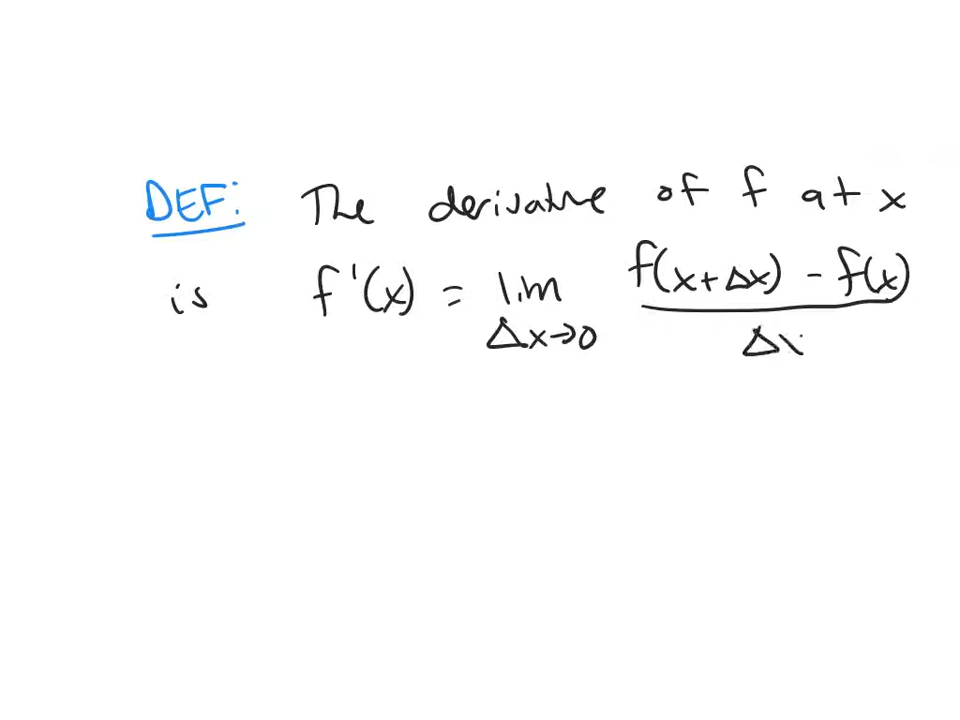 DEF: The derivative of f at x
is f'(x) = lim Δx→0 f(x+Δx) - f(x) / Δx